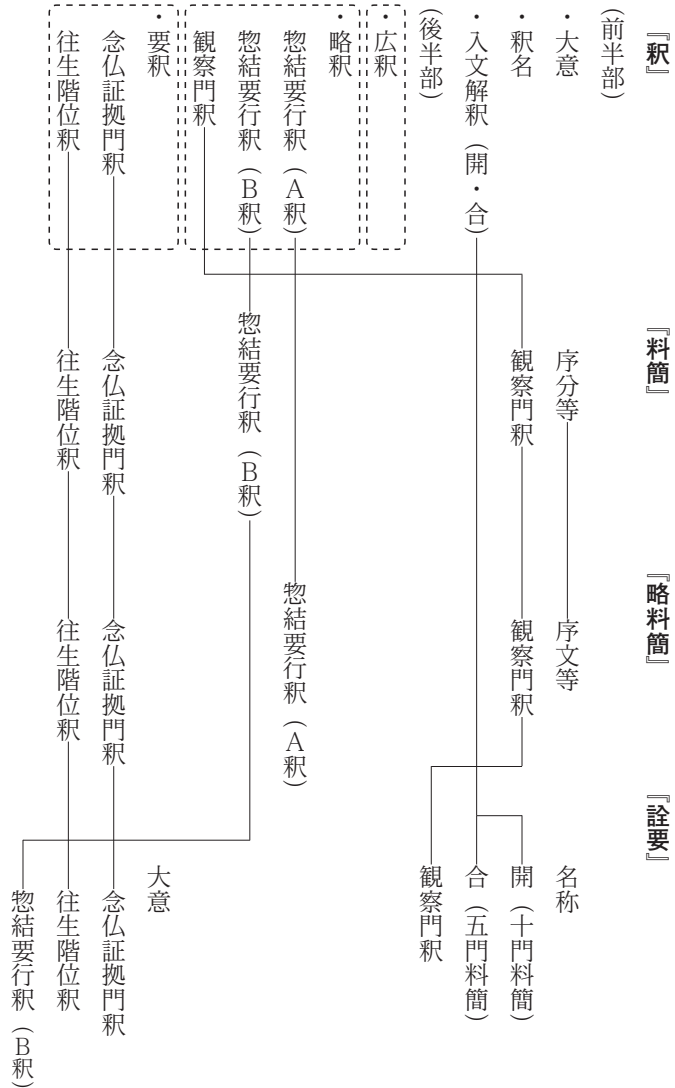 『釈』 『料簡』 『略料簡』 『詮要』
(前半部)
・大意 序分等 序文等 名称
・釈名 観察門釈 観察門釈 開(十門料簡)
・入文解釈(開・合) 合(五門料簡)
(後半部) 観察門釈
・広釈
・略釈
惣結要行釈(A釈) 惣結要行釈(A釈)
惣結要行釈(B釈) 惣結要行釈(B釈)
観察門釈
・要釈 大意
念仏証拠門釈 念仏証拠門釈 念仏証拠門釈 念仏証拠門釈
往生階位釈 往生階位釈 往生階位釈 往生階位釈
惣結要行釈(B釈)